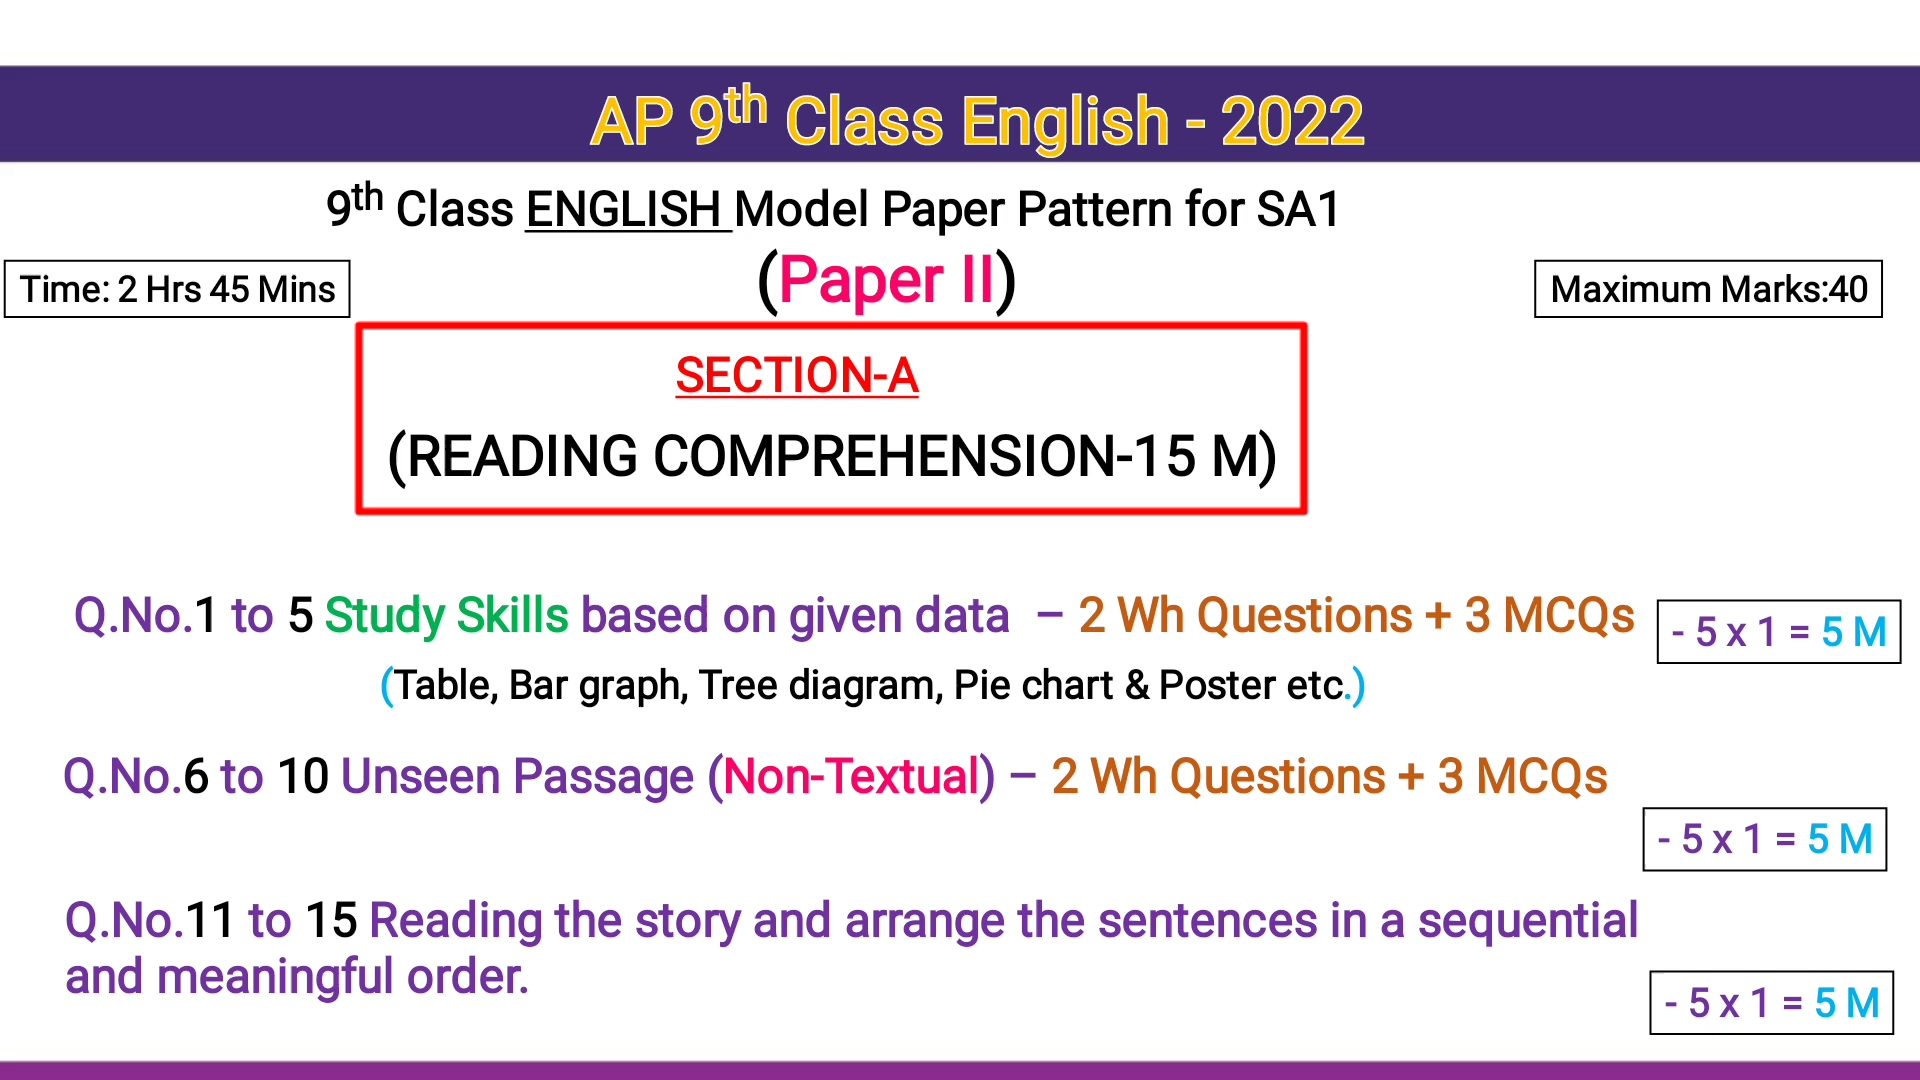 AP 9th Class English - 2022
9th Class ENGLISH Model Paper Pattern for SA1
(Paper II)
Time: 2 Hrs 45 Mins
Maximum Marks:40
SECTION-A
(READING COMPREHENSION-15 M)
Q.No.1 to 5 Study Skills based on given data – 2 Wh Questions + 3 MCQs
- 5 x 1 = 5 M
(Table, Bar graph, Tree diagram, Pie chart & Poster etc.)
Q.No.6 to 10 Unseen Passage (Non-Textual) – 2 Wh Questions + 3 MCQs
- 5 x 1 = 5 M
Q.No.11 to 15 Reading the story and arrange the sentences in a sequential
and meaningful order.
- 5 x 1 = 5 M